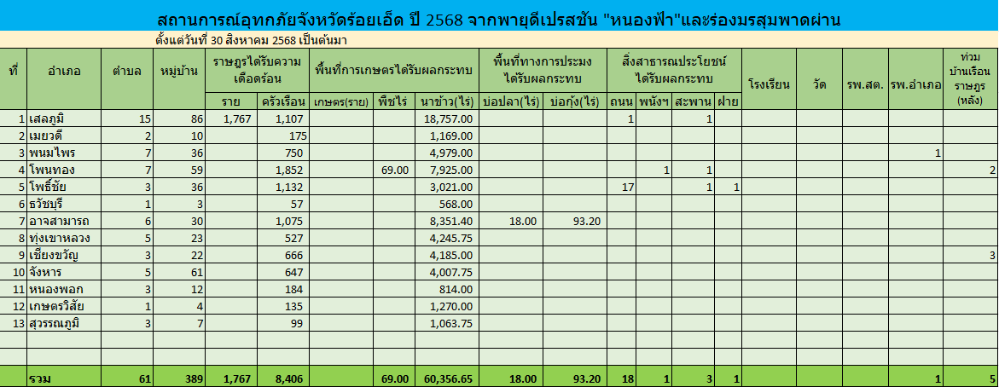 สถานการณ์อุทกภัยจังหวัดร้อยเอ็ด ปี 2568 จากพายุดีเปรสชัน "หนองฟ้า"และร่องมรสุมพาดผ่าน
ตั้งแต่วันที่ 30 สิงหาคม 2568 เป็นต้นมา
ที่ อำเภอ ตำบล หมู่บ้าน ราษฎรได้รับความเดือดร้อน พื้นที่การเกษตรได้รับผลกระทบ พื้นที่ทางการประมงได้รับผลกระทบ สิ่งสาธารณประโยชน์ได้รับผลกระทบ โรงเรียน วัด รพ.สต. รพ.อำเภอ ท่วมบ้านเรือนราษฎร(หลัง)
ราย ครัวเรือน เกษตร(ราย) พืชไร่ นาข้าว(ไร่) บ่อปลา(ไร่) บ่อกุ้ง(ไร่) ถนน พนังฯ สะพาน ฝาย
1 เสลภูมิ 15 86 1,767 1,107 18,757.00 1 1
2 เมยวดี 2 10 175 1,169.00
3 พนมไพร 7 36 750 4,979.00 1
4 โพนทอง 7 59 1,852 69.00 7,925.00 1 1 2
5 โพธิ์ชัย 3 36 1,132 3,021.00 17 1 1
6 ธวัชบุรี 1 3 57 568.00
7 อาจสามารถ 6 30 1,075 8,351.40 18.00 93.20
8 ทุ่งเขาหลวง 5 23 527 4,245.75
9 เชียงขวัญ 3 22 666 4,185.00 3
10 จังหาร 5 61 647 4,007.75
11 หนองพอก 3 12 184 814.00
12 เกษตรวิสัย 1 4 135 1,270.00
13 สุวรรณภูมิ 3 7 99 1,063.75
รวม 61 389 1,767 8,406 69.00 60,356.65 18.00 93.20 18 1 3 1 1 5